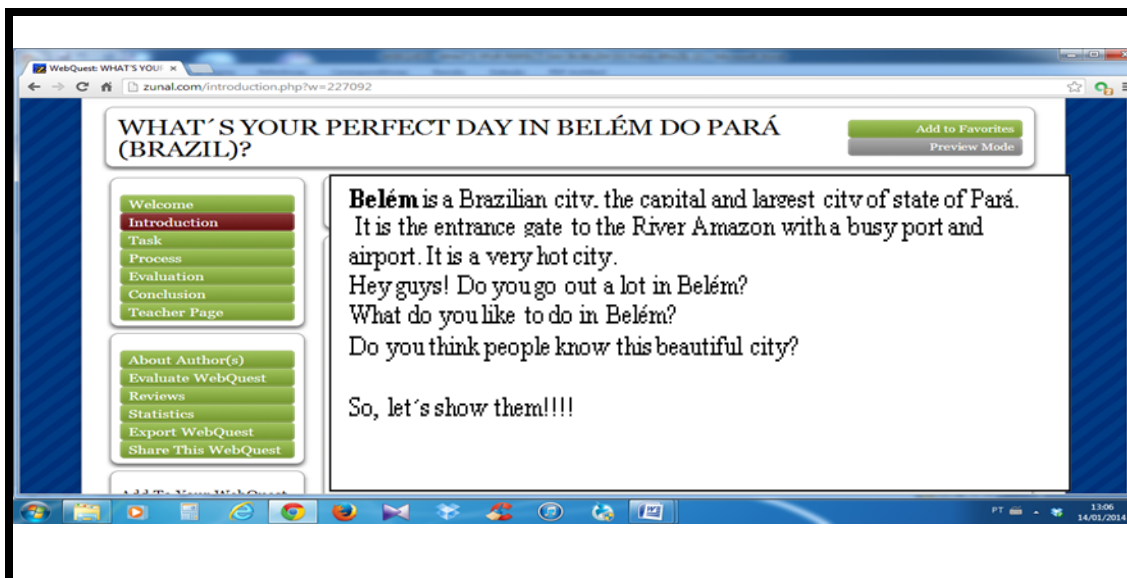 WebQuest: WHAT'S YOU
zunal.com/introduction.php?w=227092
WHAT´S YOUR PERFECT DAY IN BELÉM DO PARÁ
(BRAZIL)?
Add to Favorites
Preview Mode
Welcome
Introduction
Task
Process
Evaluation
Conclusion
Teacher Page
About Author(s)
Evaluate WebQuest
Reviews
Statistics
Export WebQuest
Share This WebQuest
Add To Your WebQuest
Belém is a Brazilian city, the capital and largest city of state of Pará.
It is the entrance gate to the River Amazon with a busy port and
airport. It is a very hot city.
Hey guys! Do you go out a lot in Belém?
What do you like to do in Belém?
Do you think people know this beautiful city?
So, let´s show them!!!!
PT
13:06
14/01/2014